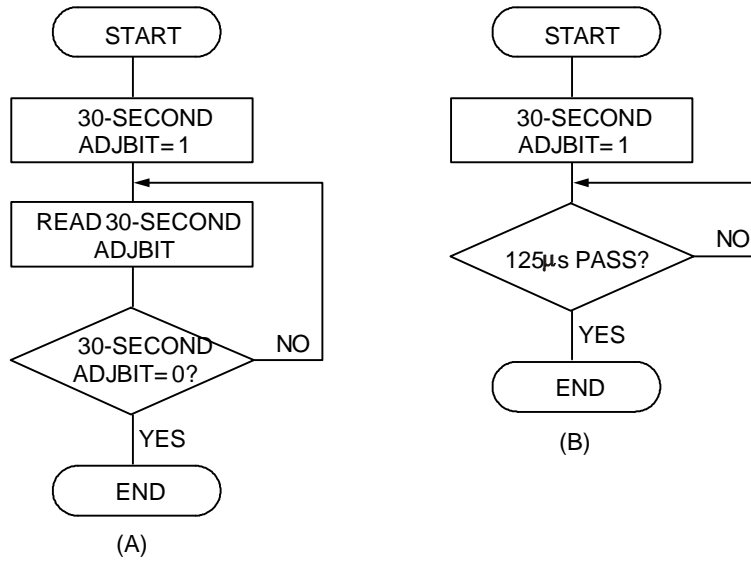 START
30-SECOND
ADJBIT=1
READ 30-SECOND
ADJBIT
30-SECOND
ADJBIT=0?
NO
YES
END
(A)
START
30-SECOND
ADJBIT=1
125μs PASS?
NO
YES
END
(B)